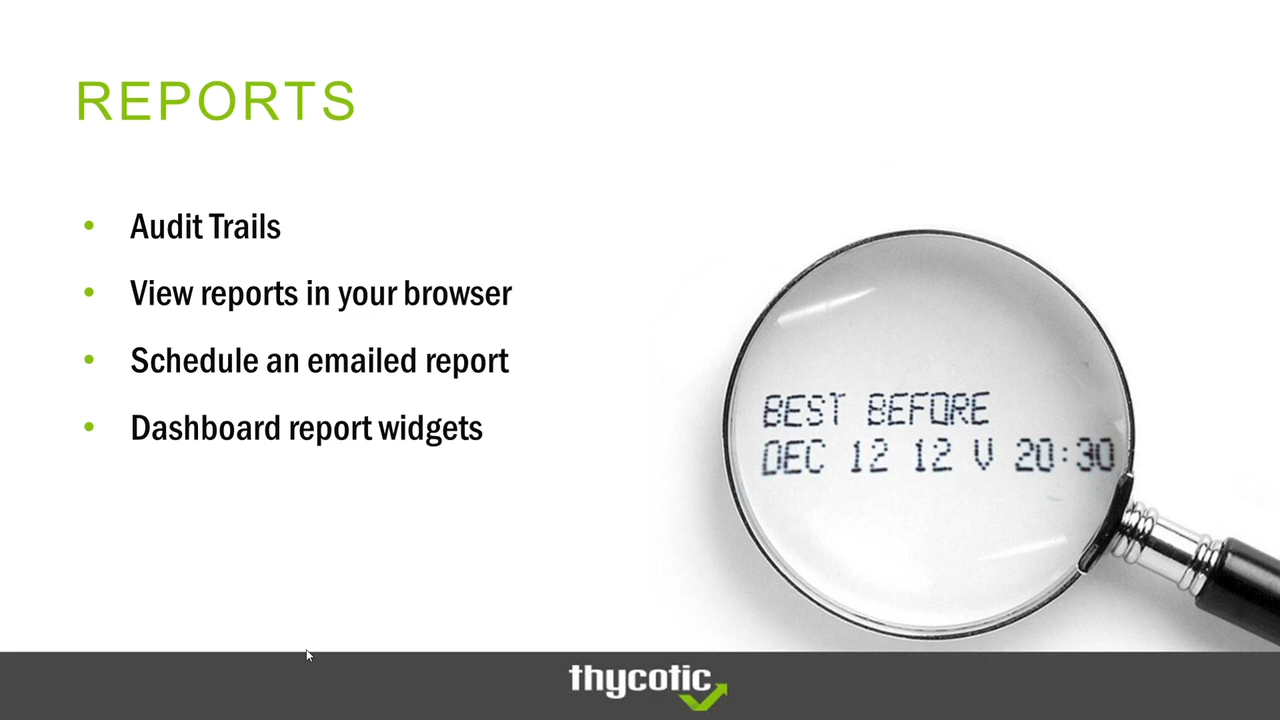 REPORTS
• Audit Trails
• View reports in your browser
• Schedule an emailed report
• Dashboard report widgets
BEST BEFORE
DEC 12 12 V 20:30
thycotic